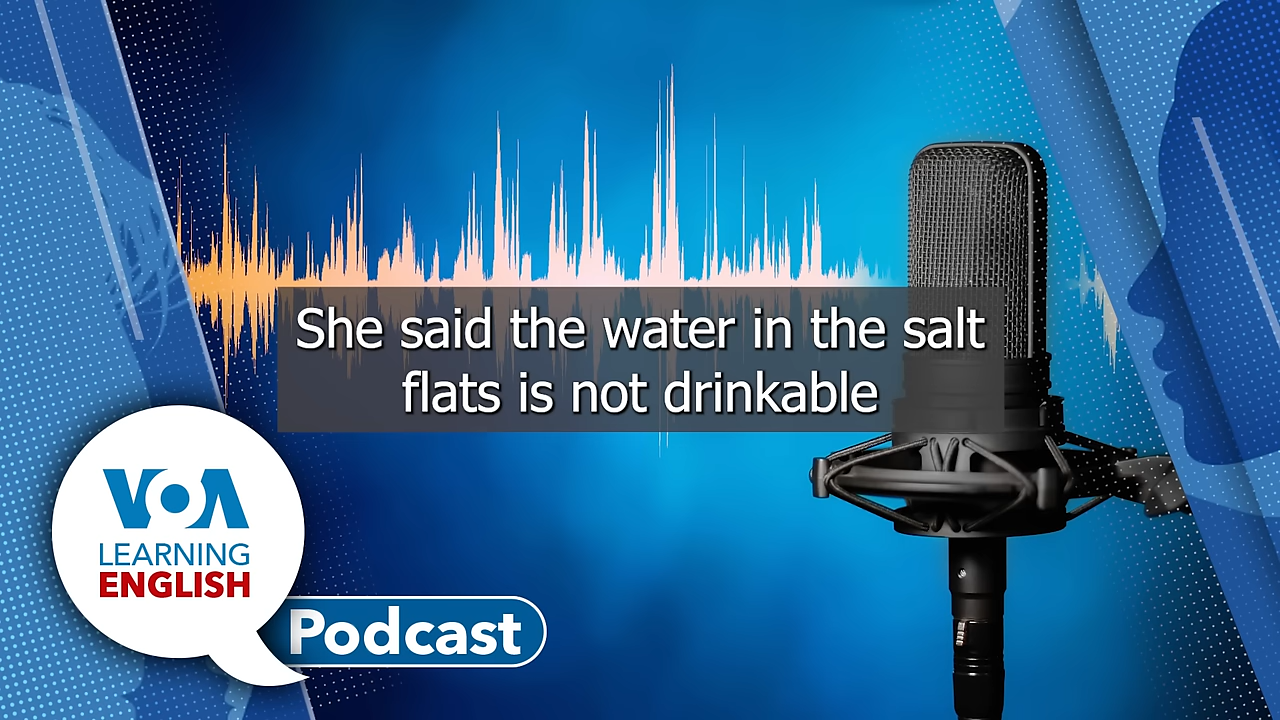 She said the water in the salt
flats is not drinkable
VOA
LEARNING
ENGLISH
Podcast